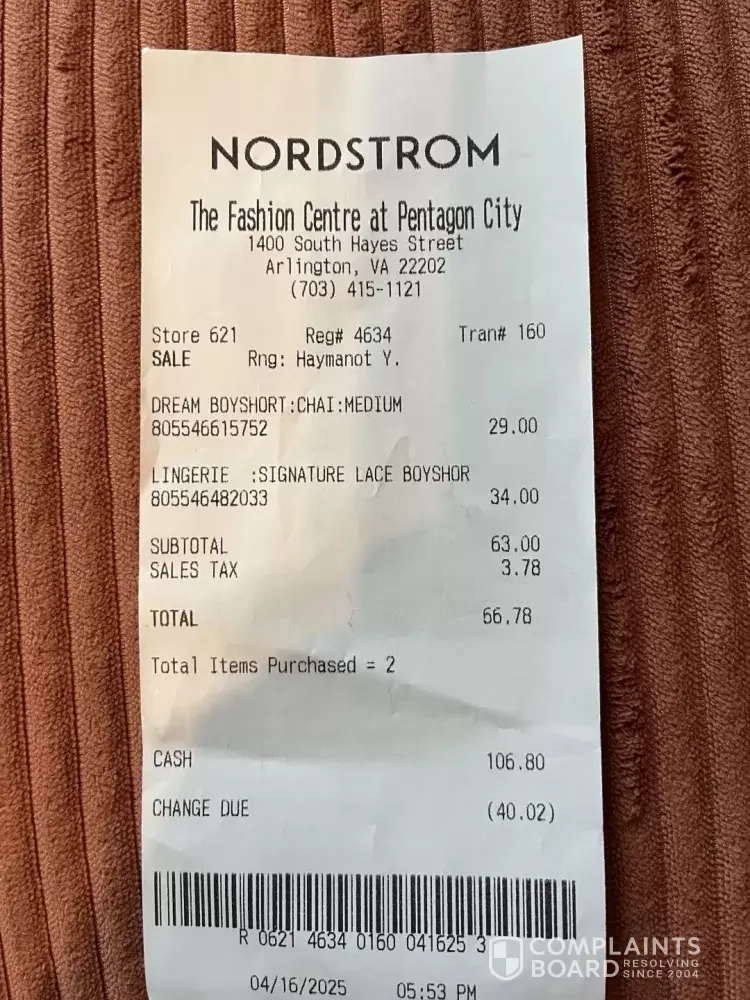 NORDSTROM
The Fashion Centre at Pentagon City
1400 South Hayes Street
Arlington, VA 22202
(703) 415-1121
Store 621 Reg# 4634 Tran# 160
SALE Rng: Haymanot Y.
DREAM BOYSHORT:CHAI:MEDIUM
805546615752 29.00
LINGERIE :SIGNATURE LACE BOYSHOR
805546482033 34.00
SUBTOTAL 63.00
SALES TAX 3.78
TOTAL 66.78
Total Items Purchased = 2
CASH 106.80
CHANGE DUE (40.02)
R 0621 4634 0160 041625 3
04/16/2025 05:53 PM
COMPLAINTS
BOARD RESOLVING
SINCE 2004